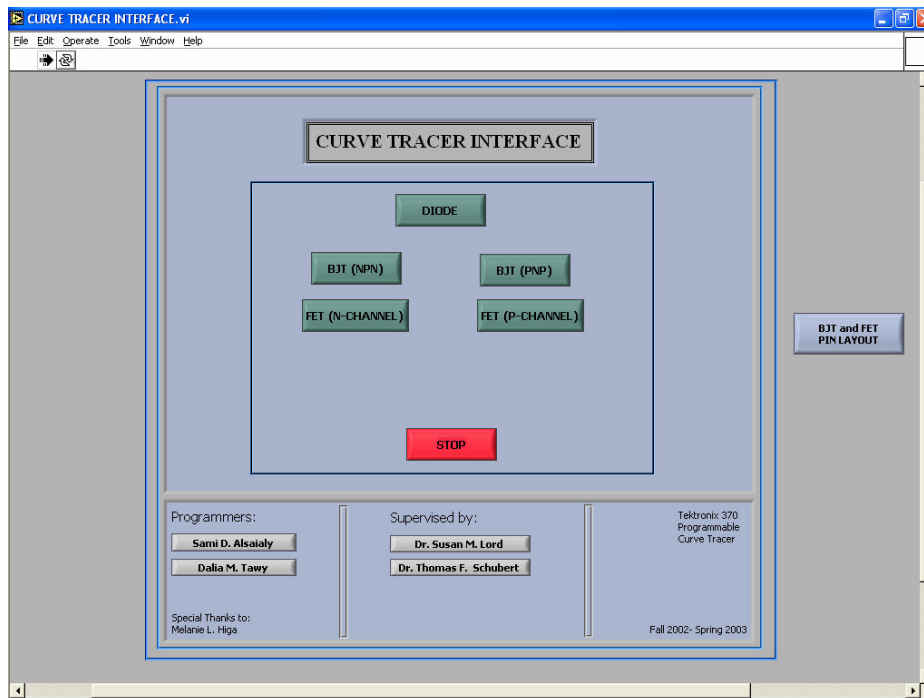 CURVE TRACER INTERFACE.vi
File Edit Operate Tools Window Help
CURVE TRACER INTERFACE
DIODE
BJT (NPN)
BJT (PNP)
FET (N-CHANNEL)
FET (P-CHANNEL)
BJT and FET
PIN LAYOUT
STOP
Programmers:
Sami D. Alsaialy
Dalia M. Tawy
Special Thanks to:
Melanie L. Higa
Supervised by:
Dr. Susan M. Lord
Dr. Thomas F. Schubert
Tektronix 370
Programmable
Curve Tracer
Fall 2002- Spring 2003